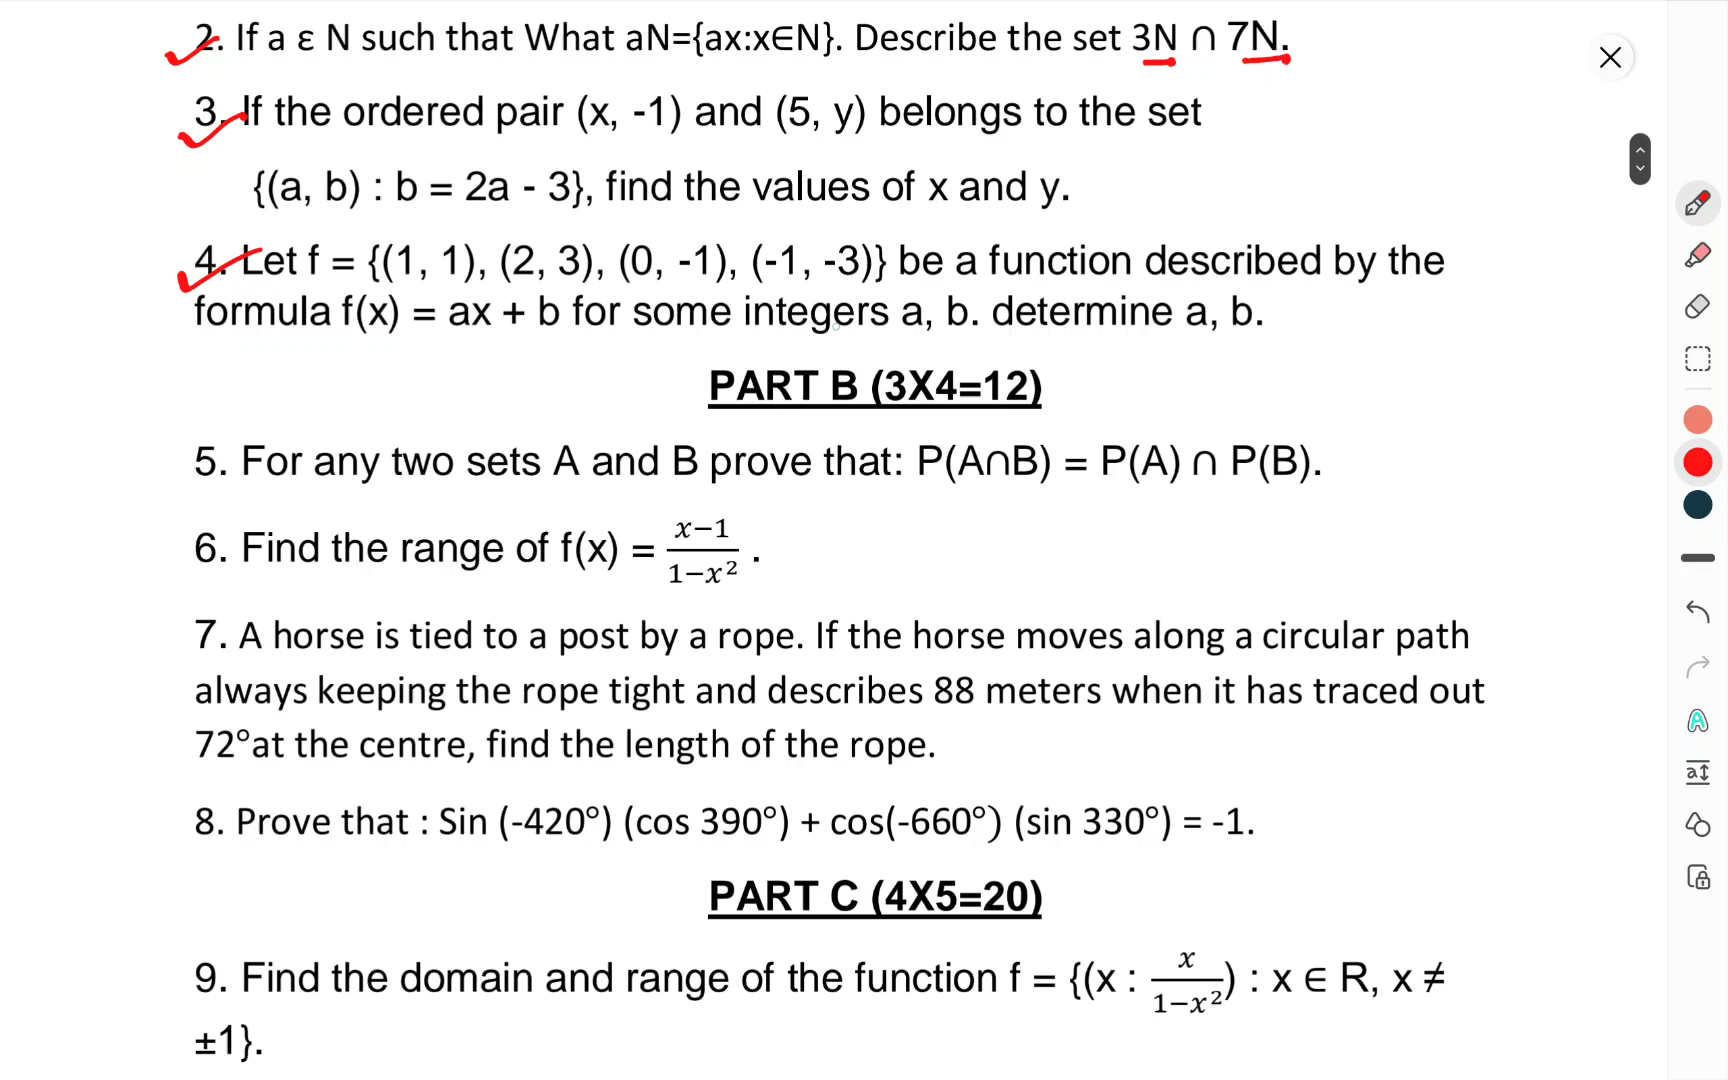 2. If a ε N such that What aN={ax:x∈N}. Describe the set 3N ∩ 7N.
3. If the ordered pair (x, -1) and (5, y) belongs to the set
{(a, b) : b = 2a - 3}, find the values of x and y.
4. Let f = {(1, 1), (2, 3), (0, -1), (-1, -3)} be a function described by the
formula f(x) = ax + b for some integers a, b. determine a, b.
PART B (3X4=12)
5. For any two sets A and B prove that: P(A∩B) = P(A) ∩ P(B).
6. Find the range of f(x) = x−1/1−x² .
7. A horse is tied to a post by a rope. If the horse moves along a circular path
always keeping the rope tight and describes 88 meters when it has traced out
72°at the centre, find the length of the rope.
8. Prove that : Sin (-420°) (cos 390°) + cos(-660°) (sin 330°) = -1.
PART C (4X5=20)
9. Find the domain and range of the function f = {(x : x/1−x²) : x ∈ R, x ≠
±1}.